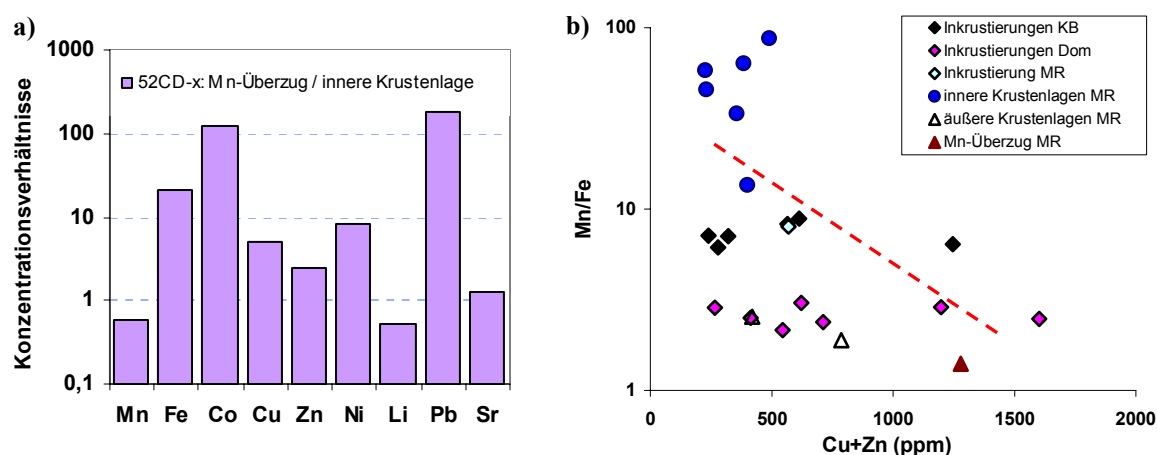 a)
1000
100
10
1
0,1
Konzentrationsverhältnisse
52CD-x: Mn-Überzug / innere Krustenlage
Mn Fe Co Cu Zn Ni Li Pb Sr
b)
100
10
1
Mn/Fe
Inkrustierungen KB
Inkrustierungen Dom
Inkrustierung MR
innere Krustenlagen MR
äußere Krustenlagen MR
Mn-Überzug MR
0 500 1000 1500 2000
Cu+Zn (ppm)